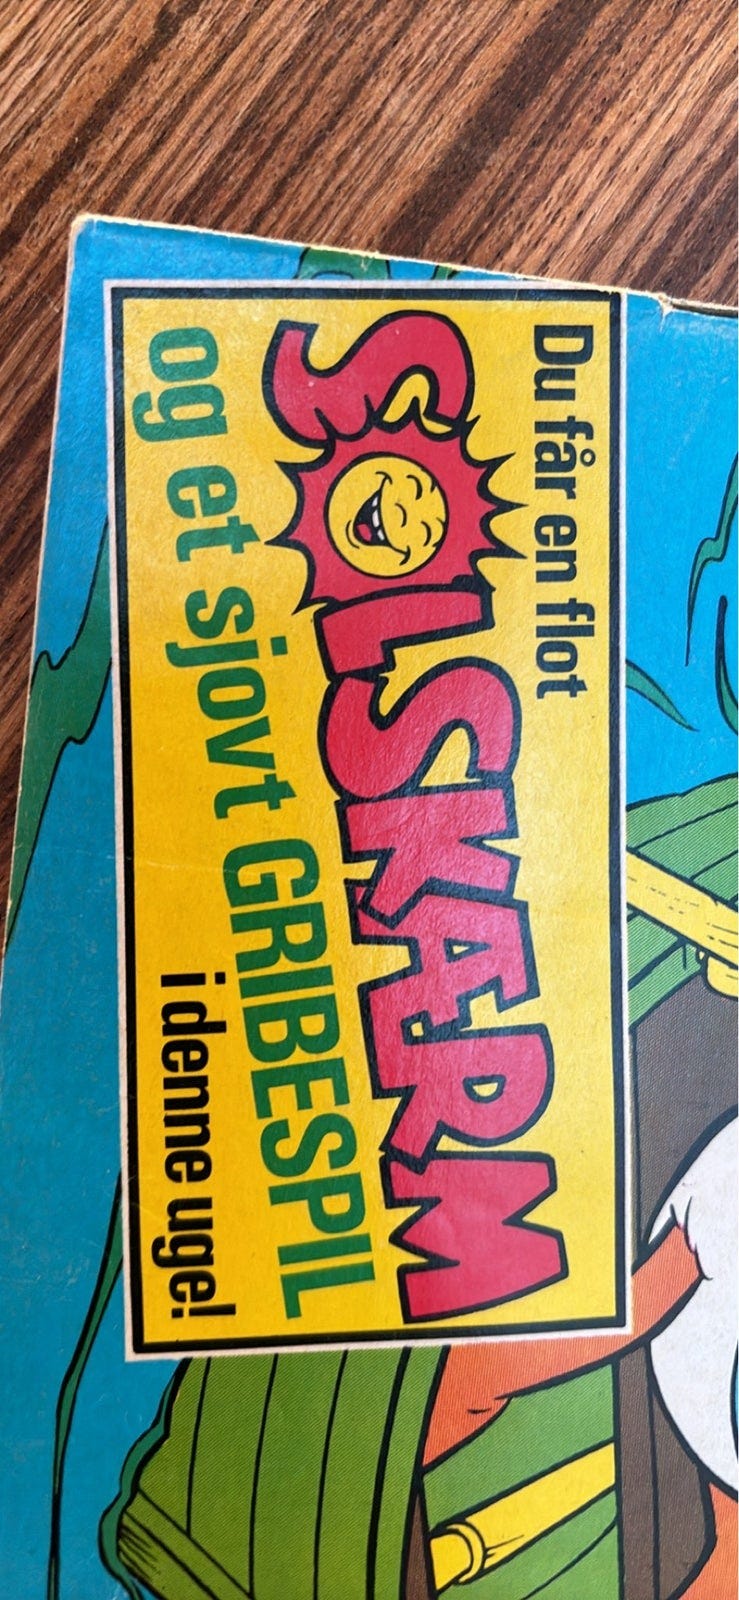 Du får en flot
SOLSKÆRM
og et sjovt GRIBESPIL
i denne uge!